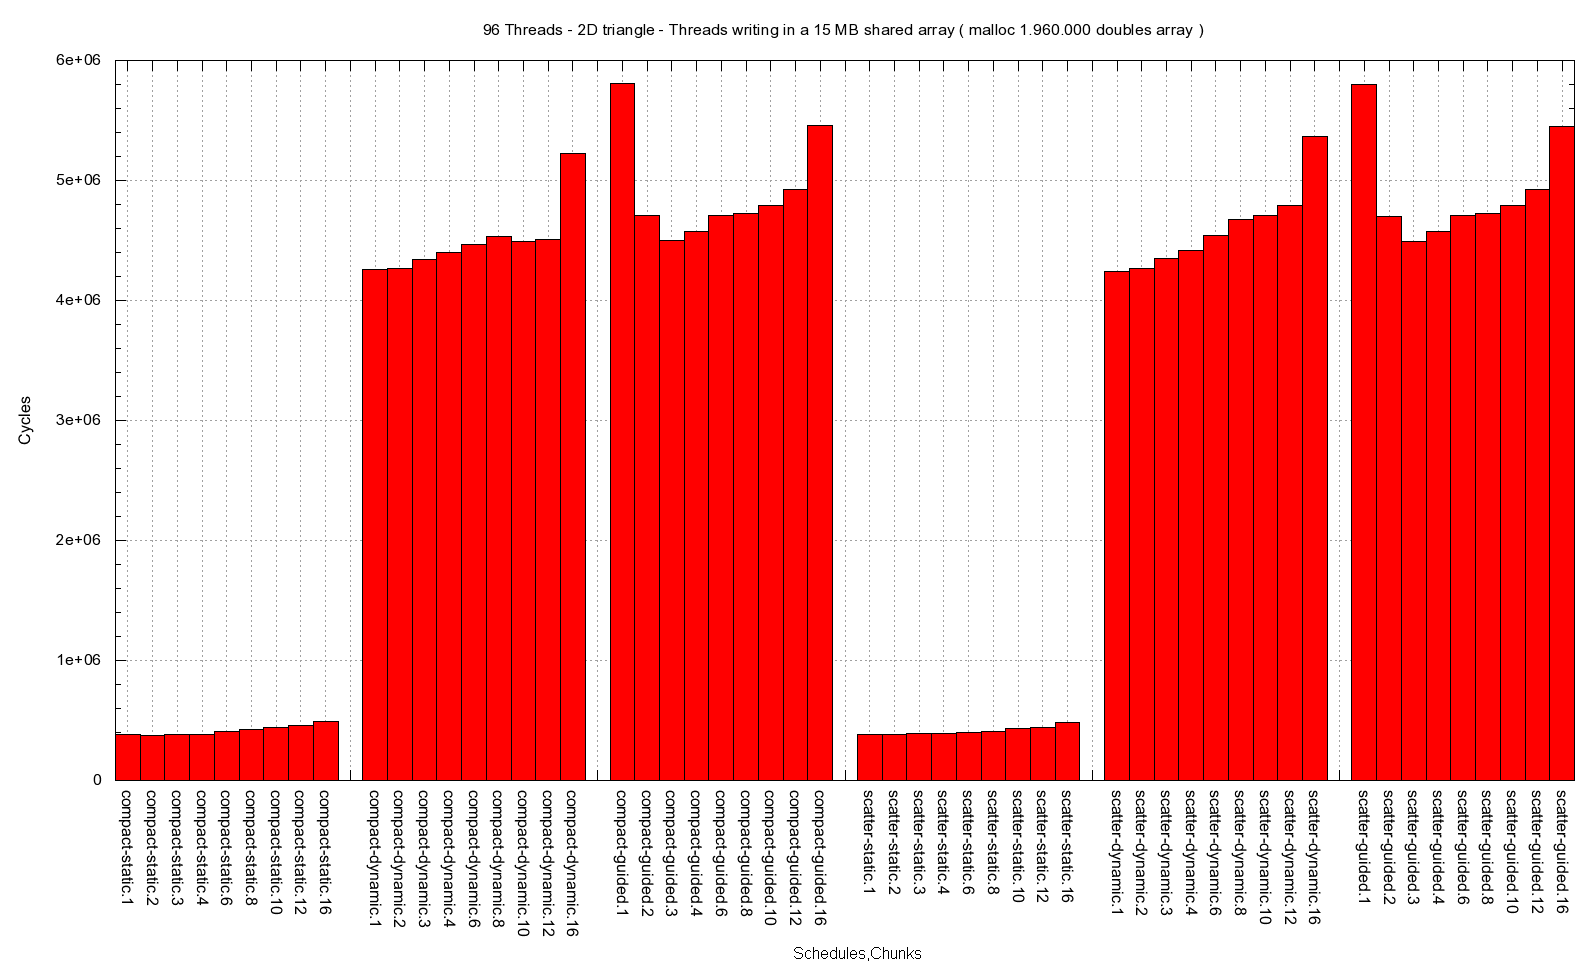 96 Threads - 2D triangle - Threads writing in a 15 MB shared array ( malloc 1.960.000 doubles array )
6e+06
5e+06
4e+06
3e+06
2e+06
1e+06
0
Cycles
compact-static.1
compact-static.2
compact-static.3
compact-static.4
compact-static.6
compact-static.8
compact-static.10
compact-static.12
compact-static.16
compact-dynamic.1
compact-dynamic.2
compact-dynamic.3
compact-dynamic.4
compact-dynamic.6
compact-dynamic.8
compact-dynamic.10
compact-dynamic.12
compact-dynamic.16
compact-guided.1
compact-guided.2
compact-guided.3
compact-guided.4
compact-guided.6
compact-guided.8
compact-guided.10
compact-guided.12
compact-guided.16
scatter-static.1
scatter-static.2
scatter-static.3
scatter-static.4
scatter-static.6
scatter-static.8
scatter-static.10
scatter-static.12
scatter-static.16
scatter-dynamic.1
scatter-dynamic.2
scatter-dynamic.3
scatter-dynamic.4
scatter-dynamic.6
scatter-dynamic.8
scatter-dynamic.10
scatter-dynamic.12
scatter-dynamic.16
scatter-guided.1
scatter-guided.2
scatter-guided.3
scatter-guided.4
scatter-guided.6
scatter-guided.8
scatter-guided.10
scatter-guided.12
scatter-guided.16
Schedules,Chunks